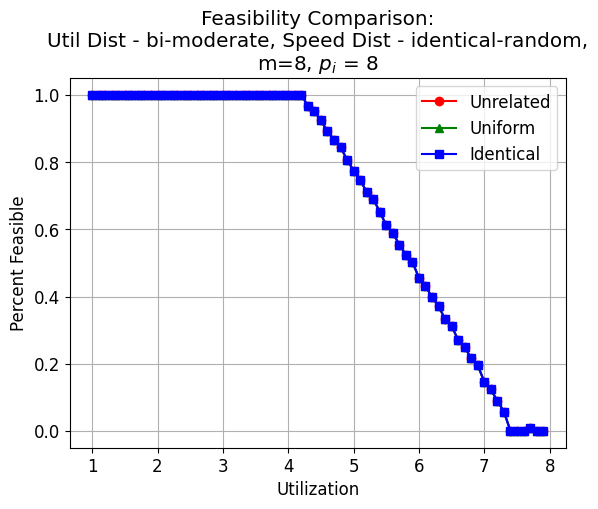 Feasibility Comparison:
Util Dist - bi-moderate, Speed Dist - identical-random,
m=8, $p_i$ = 8
Unrelated
Uniform
Identical
Percent Feasible
1.0
0.8
0.6
0.4
0.2
0.0
1 2 3 4 5 6 7 8
Utilization